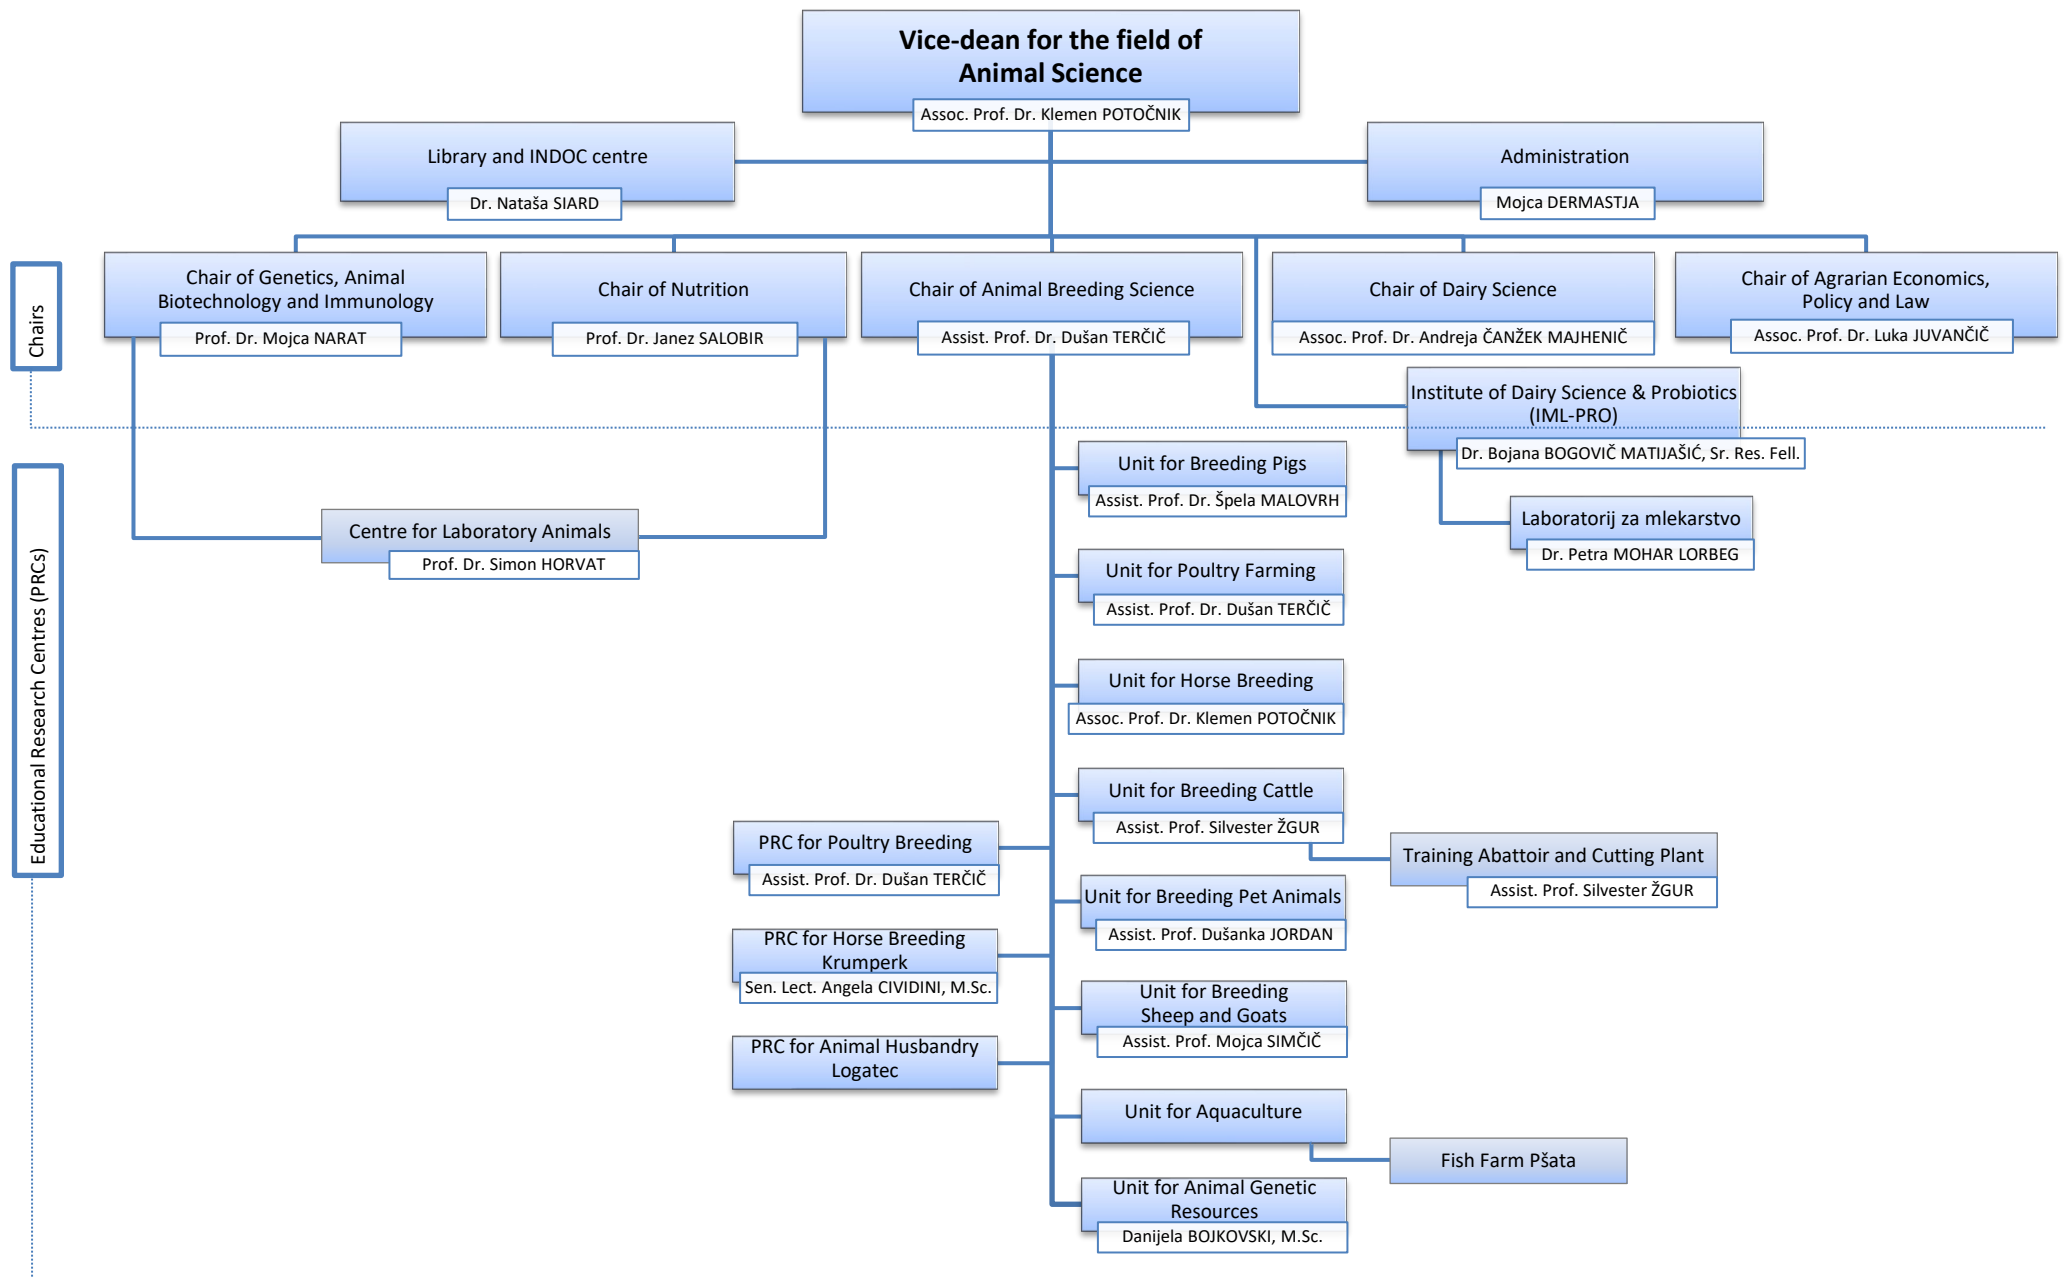 Vice-dean for the field of
Animal Science
Assoc. Prof. Dr. Klemen POTOČNIK
Library and INDOC centre
Dr. Nataša SIARD
Administration
Mojca DERMASTJA
Chairs
Chair of Genetics, Animal
Biotechnology and Immunology
Prof. Dr. Mojca NARAT
Chair of Nutrition
Prof. Dr. Janez SALOBIR
Chair of Animal Breeding Science
Assist. Prof. Dr. Dušan TERČIČ
Chair of Dairy Science
Assoc. Prof. Dr. Andreja ČANŽEK MAJHENIČ
Chair of Agrarian Economics,
Policy and Law
Assoc. Prof. Dr. Luka JUVANČIČ
Institute of Dairy Science & Probiotics
(IML-PRO)
Dr. Bojana BOGOVIČ MATIJAŠIĆ, Sr. Res. Fell.
Laboratorij za mlekarstvo
Dr. Petra MOHAR LORBEG
Educational Research Centres (PRCs)
Centre for Laboratory Animals
Prof. Dr. Simon HORVAT
Unit for Breeding Pigs
Assist. Prof. Dr. Špela MALOVRH
Unit for Poultry Farming
Assist. Prof. Dr. Dušan TERČIČ
Unit for Horse Breeding
Assoc. Prof. Dr. Klemen POTOČNIK
Unit for Breeding Cattle
Assist. Prof. Silvester ŽGUR
Training Abattoir and Cutting Plant
Assist. Prof. Silvester ŽGUR
PRC for Poultry Breeding
Assist. Prof. Dr. Dušan TERČIČ
Unit for Breeding Pet Animals
Assist. Prof. Dušanka JORDAN
PRC for Horse Breeding
Krumperk
Sen. Lect. Angela CIVIDINI, M.Sc.
Unit for Breeding
Sheep and Goats
Assist. Prof. Mojca SIMČIČ
PRC for Animal Husbandry
Logatec
Unit for Aquaculture
Fish Farm Pšata
Unit for Animal Genetic
Resources
Danijela BOJKOVSKI, M.Sc.